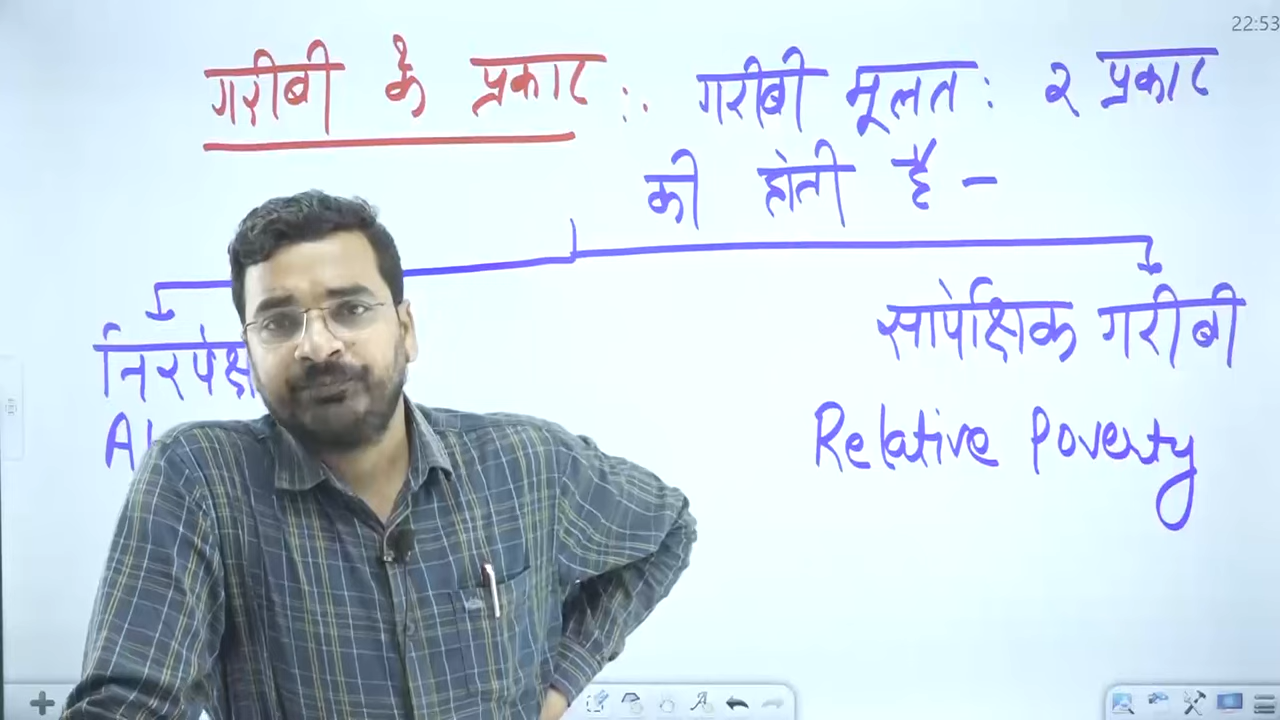 22:53
गरीबी के प्रकार :. गरीबी मूलत: २ प्रकार
की होती है -
सापेक्षिक गरीबी
Relative Poverty